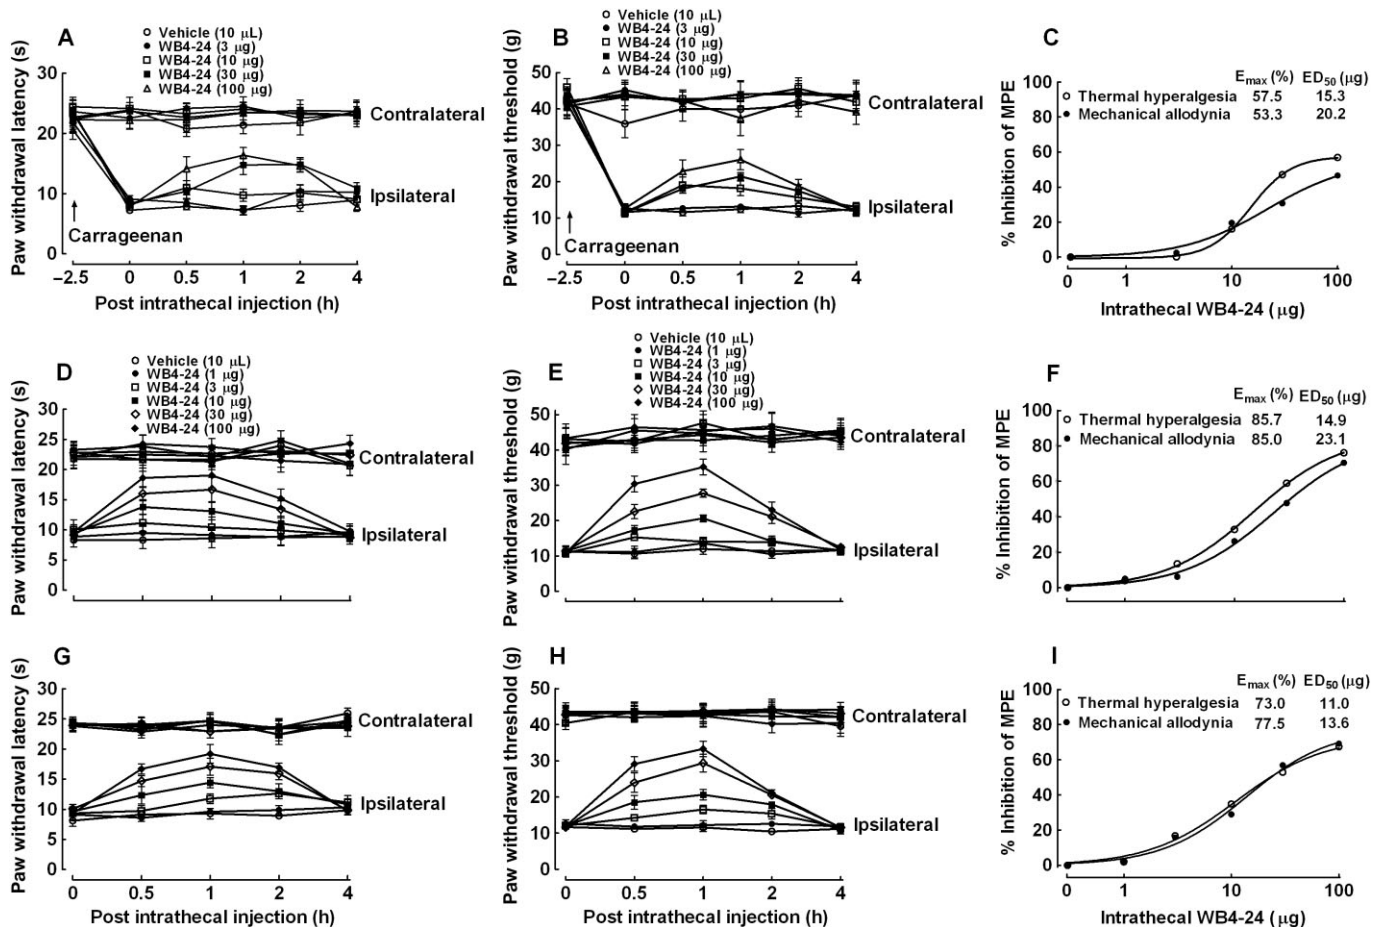 A
Vehicle (10 μL)
WB4-24 (3 μg)
WB4-24 (10 μg)
WB4-24 (30 μg)
WB4-24 (100 μg)
Paw withdrawal latency (s)
30
20
10
0
Contralateral
Ipsilateral
Carrageenan
−2.5 0 0.5 1 2 4
Post intrathecal injection (h)
B
Vehicle (10 μL)
WB4-24 (3 μg)
WB4-24 (10 μg)
WB4-24 (30 μg)
WB4-24 (100 μg)
Paw withdrawal threshold (g)
50
40
30
20
10
0
Contralateral
Ipsilateral
Carrageenan
−2.5 0 0.5 1 2 4
Post intrathecal injection (h)
C
Emax (%) ED50 (μg)
Thermal hyperalgesia 57.5 15.3
Mechanical allodynia 53.3 20.2
% Inhibition of MPE
100
80
60
40
20
0
0 1 10 100
Intrathecal WB4-24 (μg)
D
Vehicle (10 μL)
WB4-24 (1 μg)
WB4-24 (3 μg)
WB4-24 (10 μg)
WB4-24 (30 μg)
WB4-24 (100 μg)
Paw withdrawal latency (s)
30
25
20
15
10
5
0
Contralateral
Ipsilateral
E
Vehicle (10 μL)
WB4-24 (1 μg)
WB4-24 (3 μg)
WB4-24 (10 μg)
WB4-24 (30 μg)
WB4-24 (100 μg)
Paw withdrawal threshold (g)
50
40
30
20
10
0
Contralateral
Ipsilateral
F
Emax (%) ED50 (μg)
Thermal hyperalgesia 85.7 14.9
Mechanical allodynia 85.0 23.1
% Inhibition of MPE
100
80
60
40
20
0
G
Paw withdrawal latency (s)
30
25
20
15
10
5
0
Contralateral
Ipsilateral
0 0.5 1 2 4
Post intrathecal injection (h)
H
Paw withdrawal threshold (g)
50
40
30
20
10
0
Contralateral
Ipsilateral
0 0.5 1 2 4
Post intrathecal injection (h)
I
Emax (%) ED50 (μg)
Thermal hyperalgesia 73.0 11.0
Mechanical allodynia 77.5 13.6
% Inhibition of MPE
100
80
60
40
20
0
0 1 10 100
Intrathecal WB4-24 (μg)